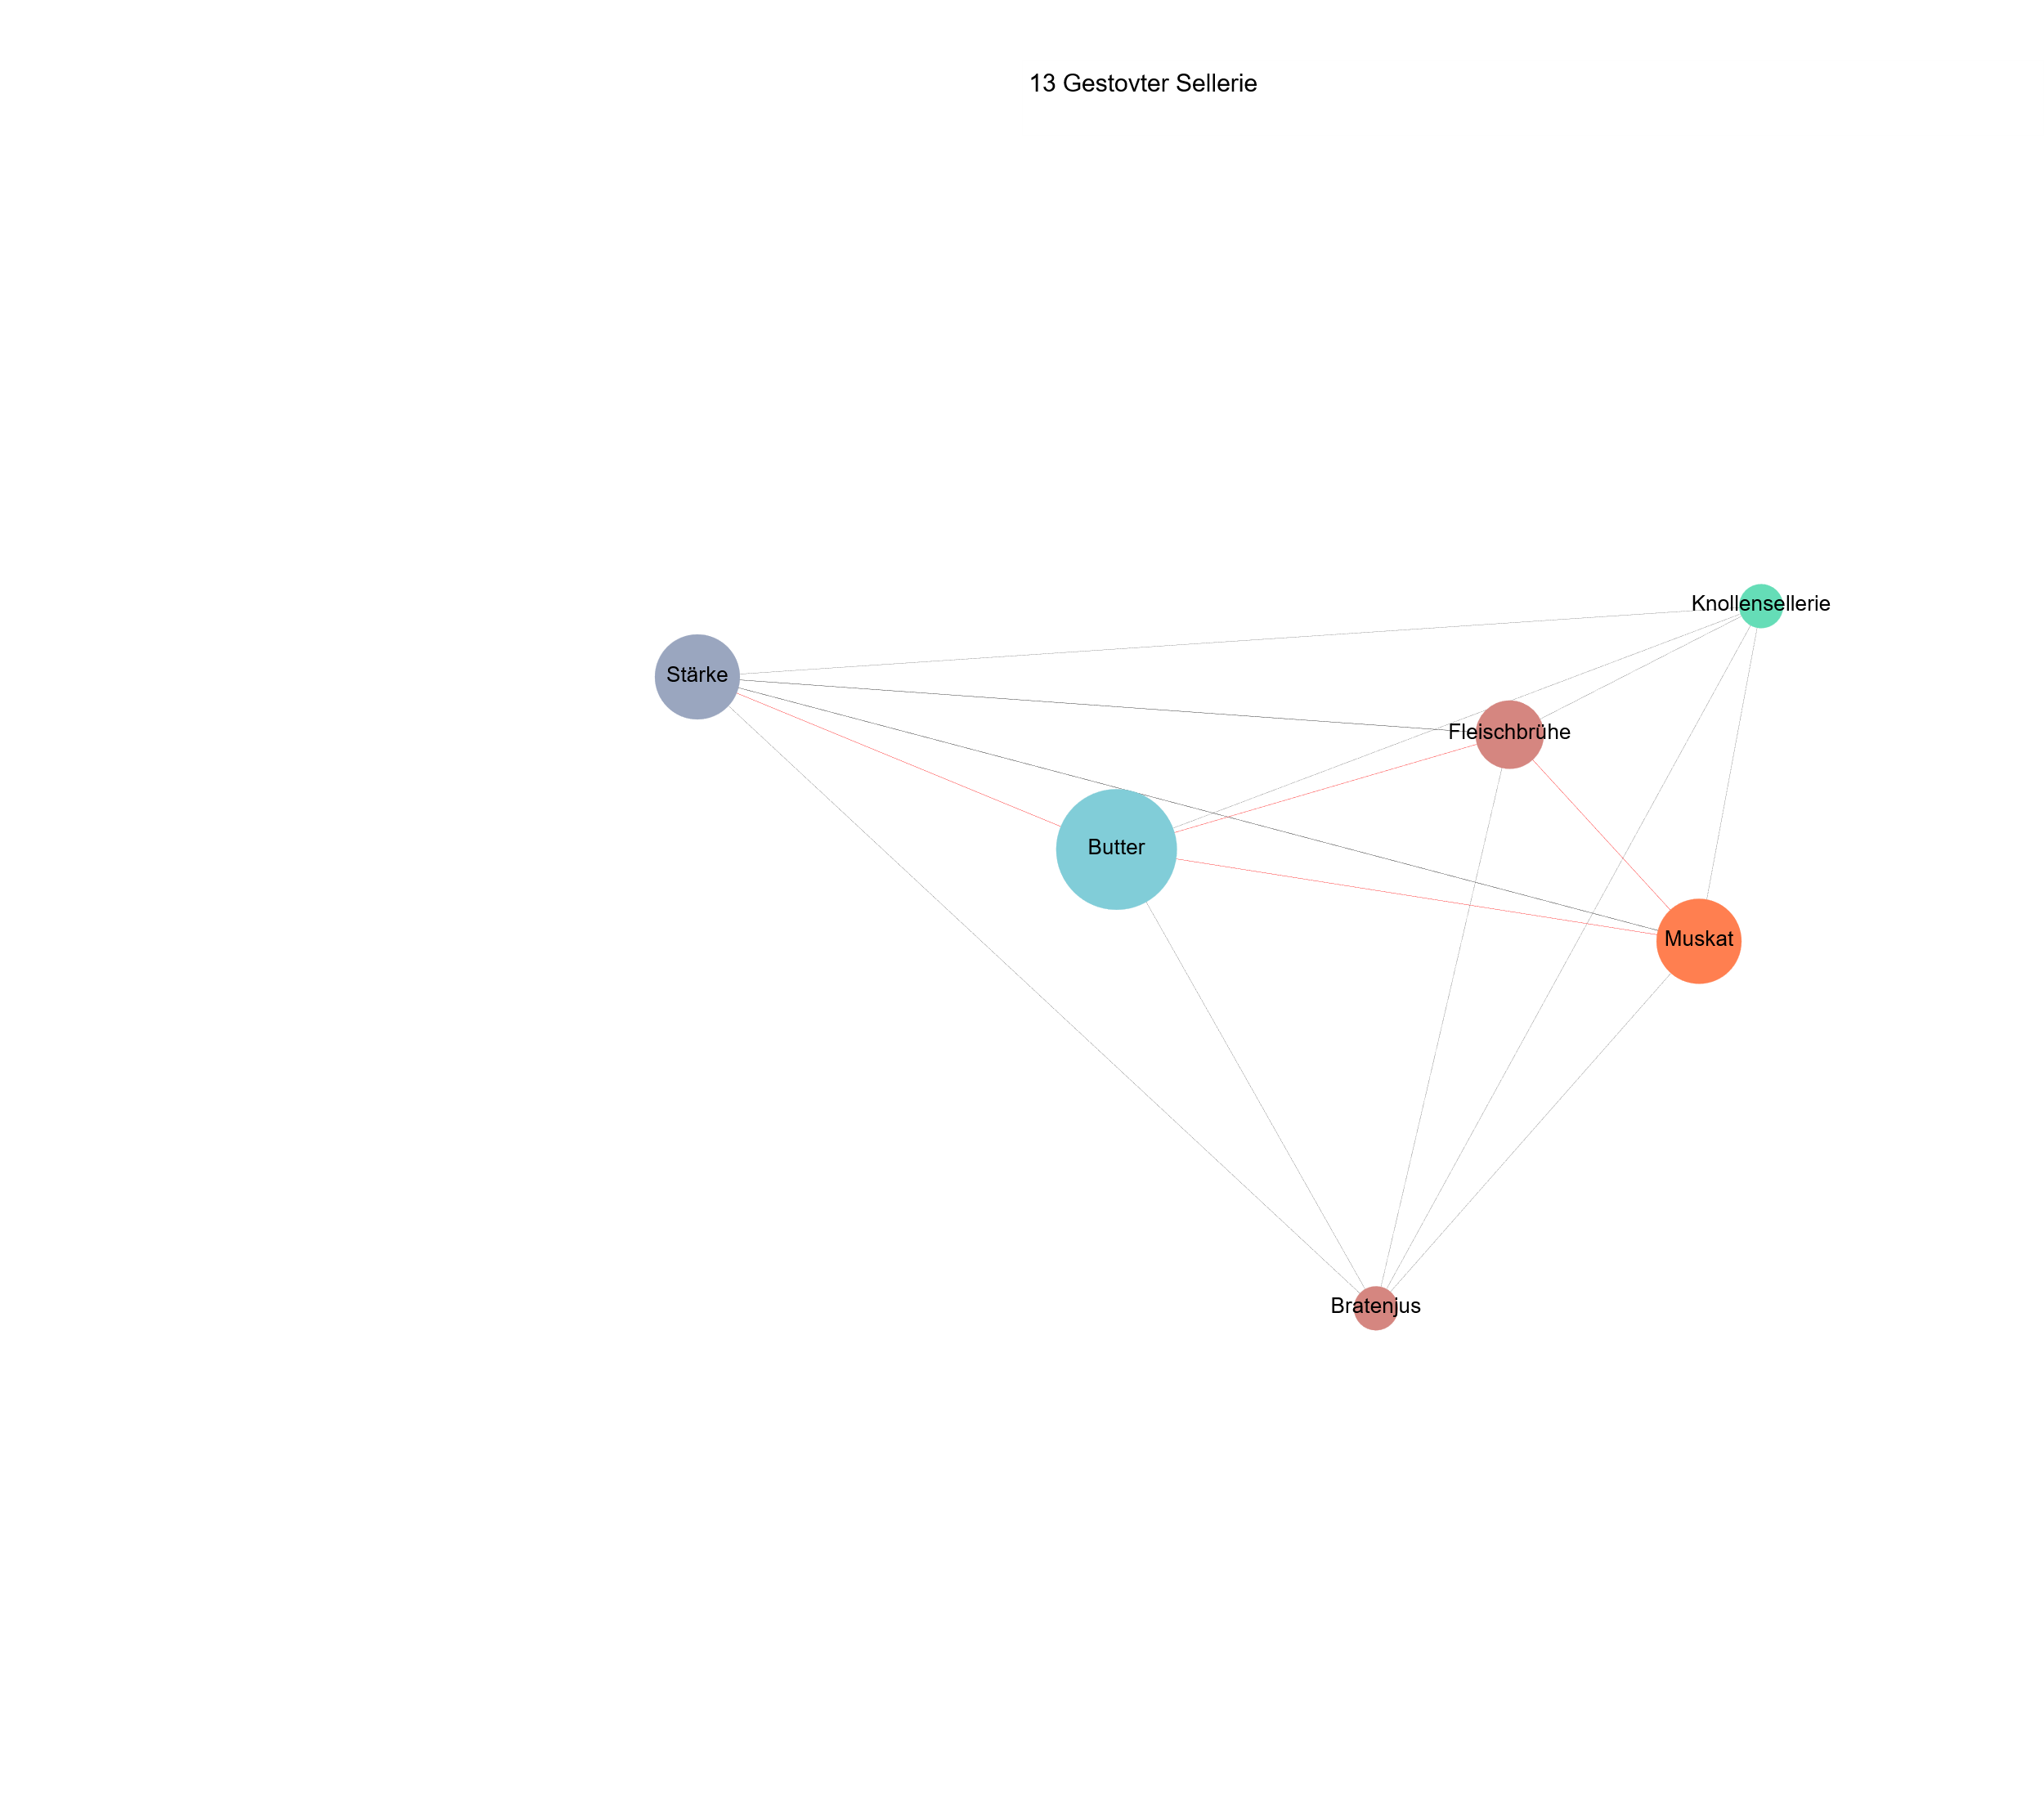 13 Gestovter Sellerie
Knollensellerie
Stärke
Fleischbrühe
Butter
Muskat
Bratenjus